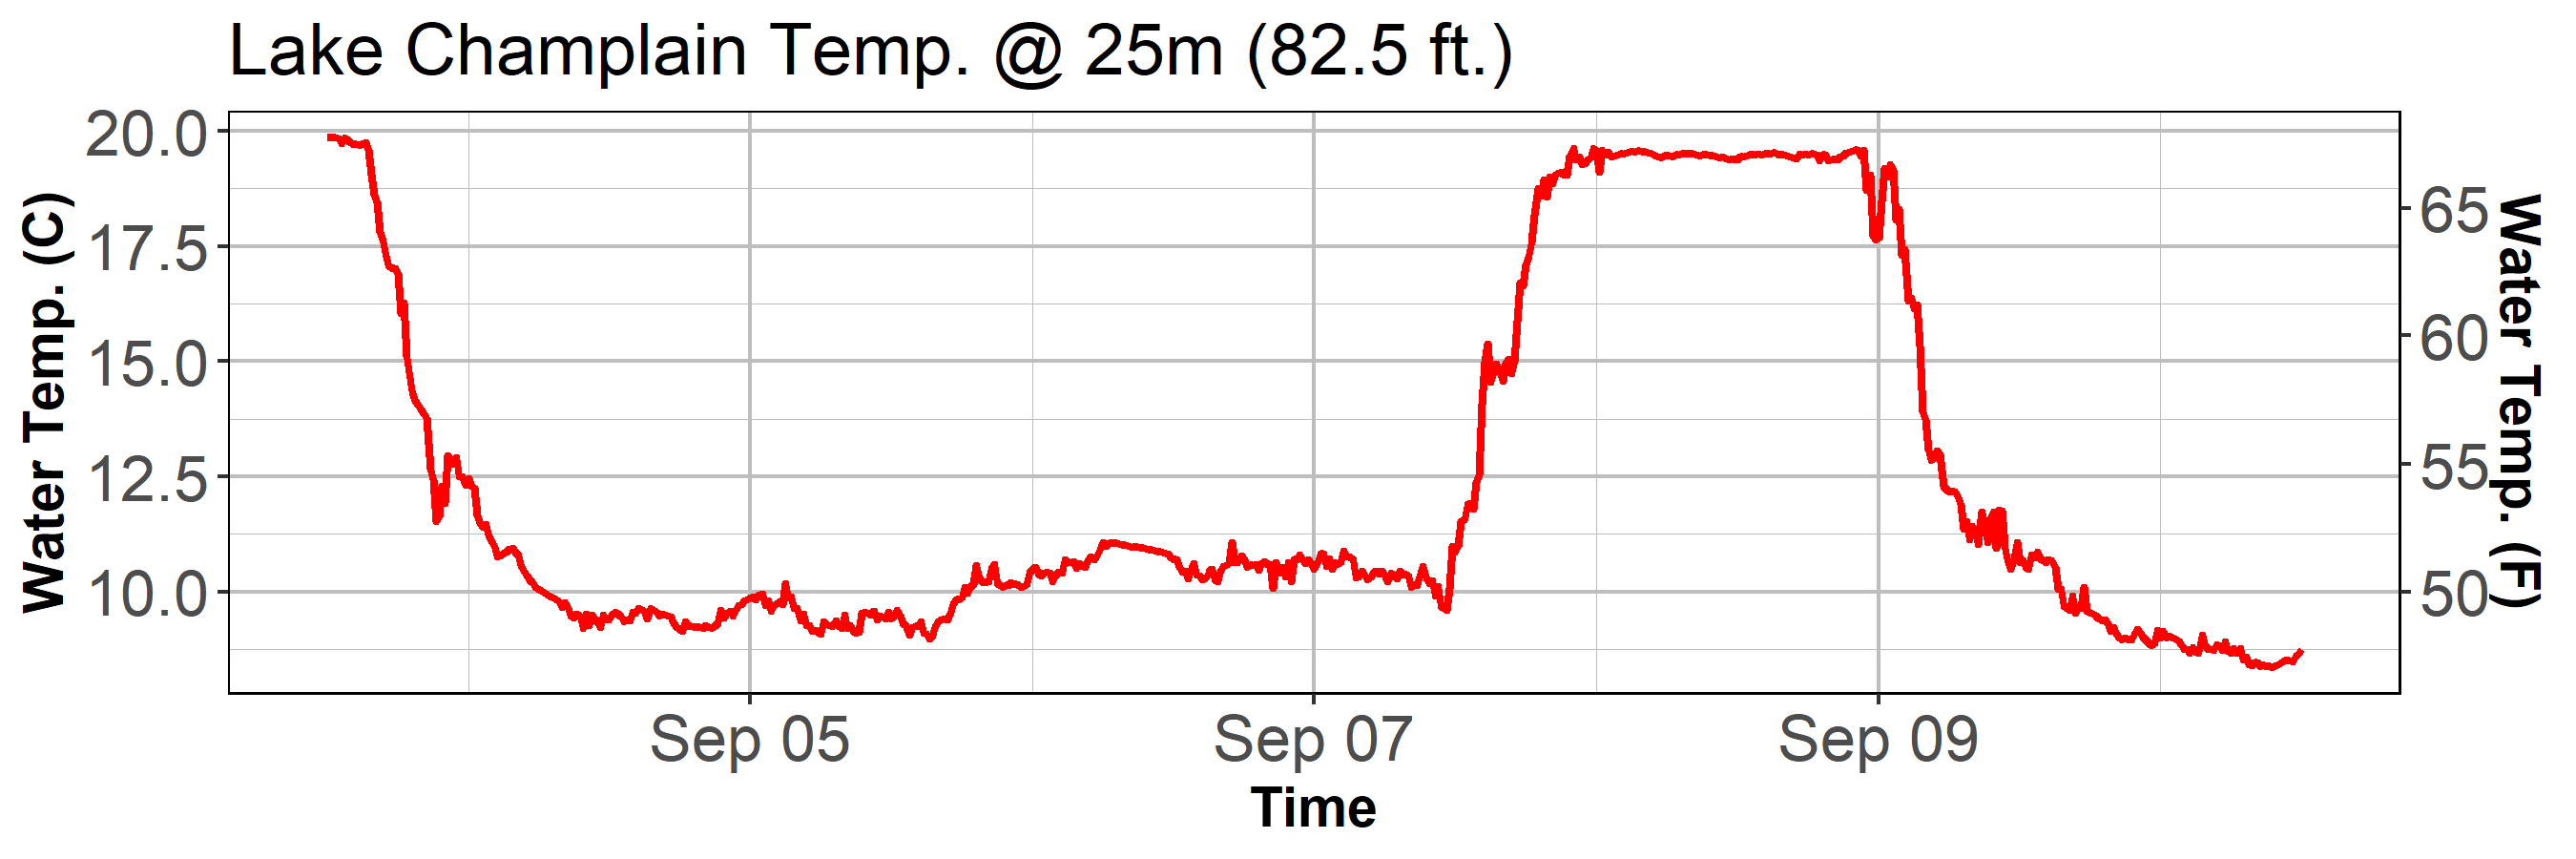 Lake Champlain Temp. @ 25m (82.5 ft.)
Water Temp. (C)
20.0
17.5
15.0
12.5
10.0
65
60
55
50
Water Temp. (F)
Sep 05 Sep 07 Sep 09
Time